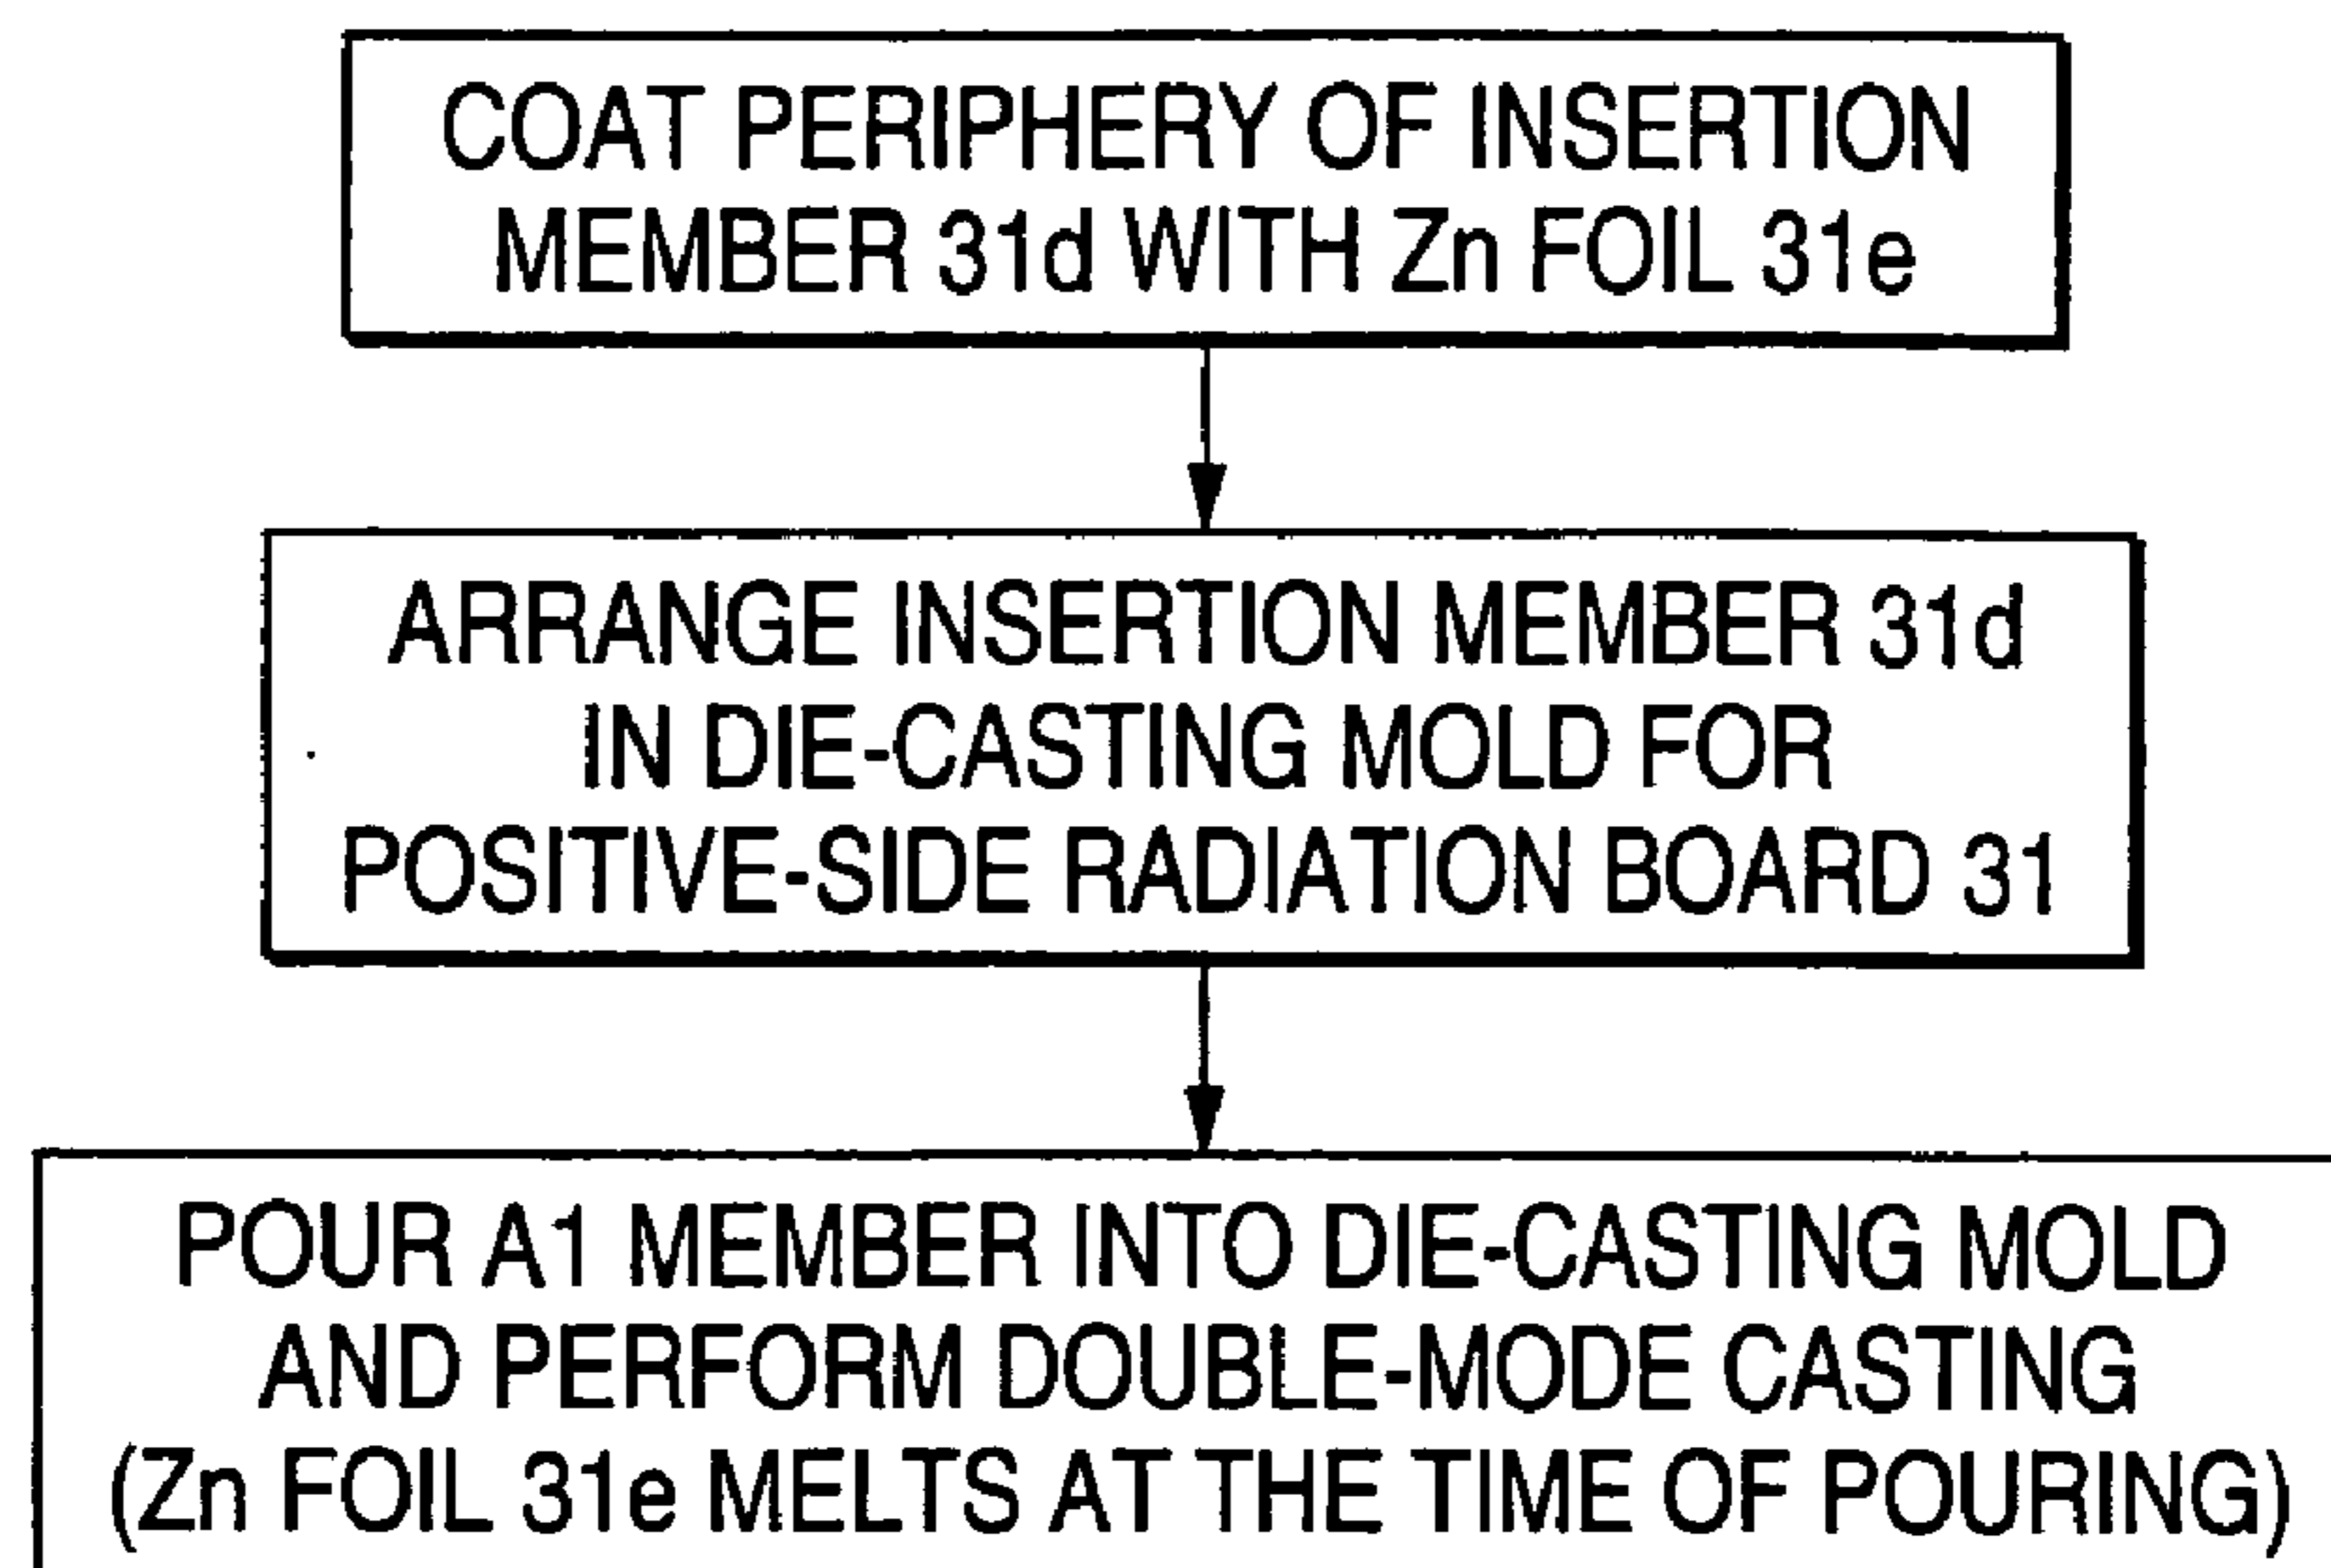 COAT PERIPHERY OF INSERTION
MEMBER 31d WITH Zn FOIL 31e
ARRANGE INSERTION MEMBER 31d
IN DIE-CASTING MOLD FOR
POSITIVE-SIDE RADIATION BOARD 31
POUR A1 MEMBER INTO DIE-CASTING MOLD
AND PERFORM DOUBLE-MODE CASTING
(Zn FOIL 31e MELTS AT THE TIME OF POURING)